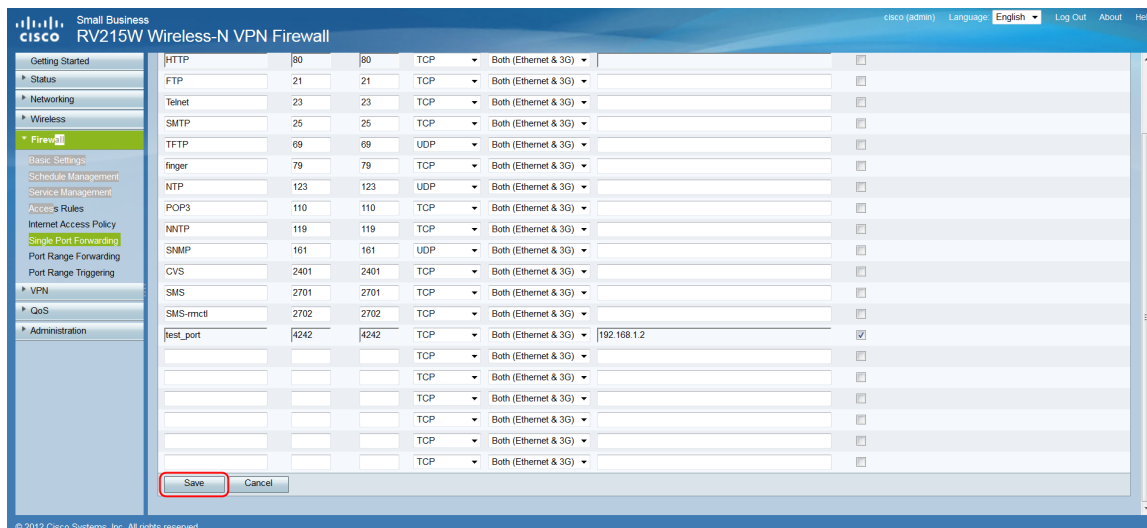 cisco (admin) Language: English Log Out About He
Small Business
CISCO RV215W Wireless-N VPN Firewall
Getting Started
Status
Networking
Wireless
Firewall
Basic Settings
Schedule Management
Service Management
Access Rules
Internet Access Policy
Single Port Forwarding
Port Range Forwarding
Port Range Triggering
VPN
QoS
Administration
HTTP 80 80 TCP Both (Ethernet & 3G)
FTP 21 21 TCP Both (Ethernet & 3G)
Telnet 23 23 TCP Both (Ethernet & 3G)
SMTP 25 25 TCP Both (Ethernet & 3G)
TFTP 69 69 UDP Both (Ethernet & 3G)
finger 79 79 TCP Both (Ethernet & 3G)
NTP 123 123 UDP Both (Ethernet & 3G)
POP3 110 110 TCP Both (Ethernet & 3G)
NNTP 119 119 TCP Both (Ethernet & 3G)
SNMP 161 161 UDP Both (Ethernet & 3G)
CVS 2401 2401 TCP Both (Ethernet & 3G)
SMS 2701 2701 TCP Both (Ethernet & 3G)
SMS-rmctl 2702 2702 TCP Both (Ethernet & 3G)
test_port 4242 4242 TCP Both (Ethernet & 3G) 192.168.1.2
TCP Both (Ethernet & 3G)
TCP Both (Ethernet & 3G)
TCP Both (Ethernet & 3G)
TCP Both (Ethernet & 3G)
TCP Both (Ethernet & 3G)
TCP Both (Ethernet & 3G)
Save Cancel
© 2012 Cisco Systems, Inc. All rights reserved.